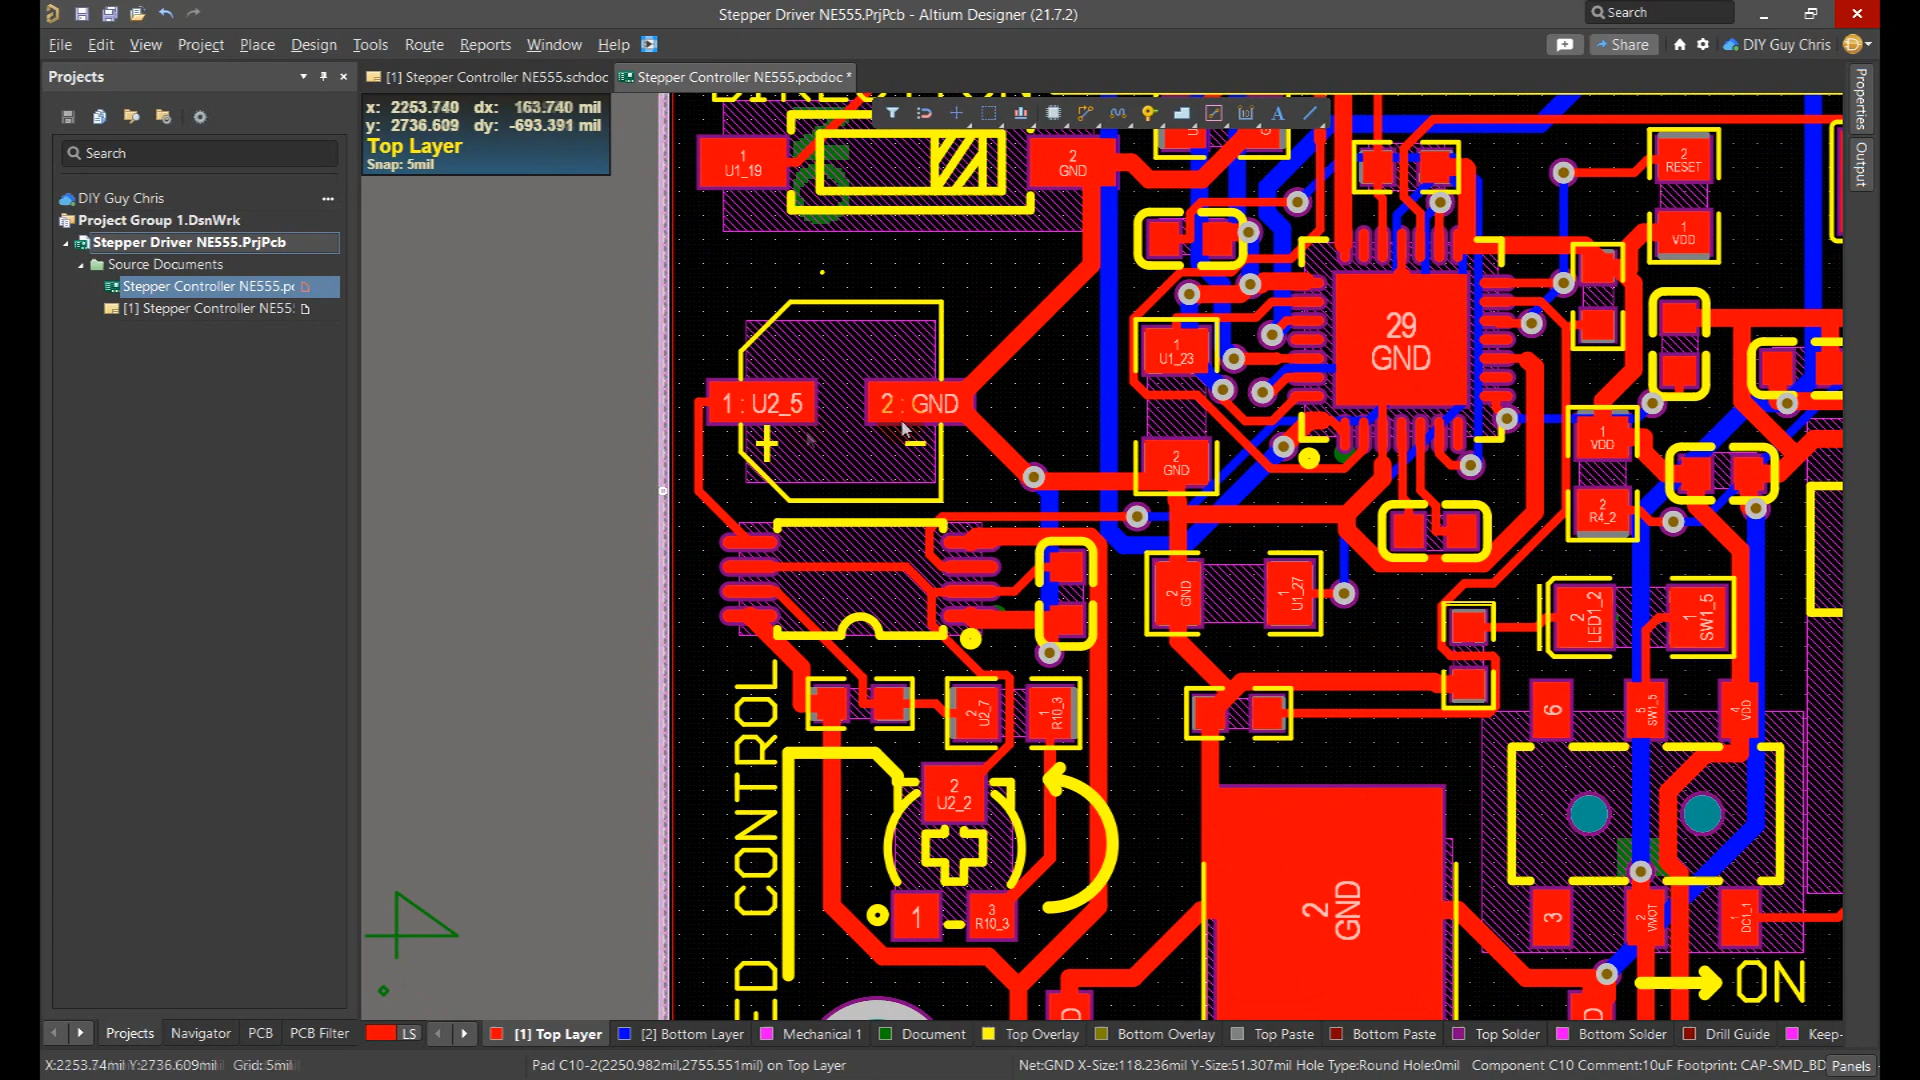 Stepper Driver NE555.PrjPcb - Altium Designer (21.7.2)
Search
File Edit View Project Place Design Tools Route Reports Window Help
Share
DIY Guy Chris
D
Projects
[1] Stepper Controller NE555.schdoc
Stepper Controller NE555.pcbdoc *
Properties
Output
x: 2253.740 dx: 163.740 mil
y: 2736.609 dy: -693.391 mil
Top Layer
Snap: 5mil
Search
DIY Guy Chris
Project Group 1.DsnWrk
Stepper Driver NE555.PrjPcb
Source Documents
Stepper Controller NE555.pc
[1] Stepper Controller NE55
1
U1_19
2
GND
2
RESET
1
VDD
29
GND
1
U1_23
1 : U2_5
2 : GND
+
-
1
VDD
2
GND
2
R4_2
2
GND
1
U1_27
2
LED1_2
1
SW1_5
2
U2_7
1
R10_3
6
5
SW1_5
4
VDD
2
U2_2
ED CONTROL
1
3
R10_3
2
GND
3
2
VMOT
1
DC1_1
ON
Projects Navigator PCB PCB Filter
LS
[1] Top Layer
[2] Bottom Layer
Mechanical 1
Document
Top Overlay
Bottom Overlay
Top Paste
Bottom Paste
Top Solder
Bottom Solder
Drill Guide
Keep-
X:2253.74mil Y:2736.609mil Grid: 5mil
Pad C10-2(2250.982mil,2755.551mil) on Top Layer
Net:GND X-Size:118.236mil Y-Size:51.307mil Hole Type:Round Hole:0mil
Component C10 Comment:10uF Footprint: CAP-SMD_BD
Panels